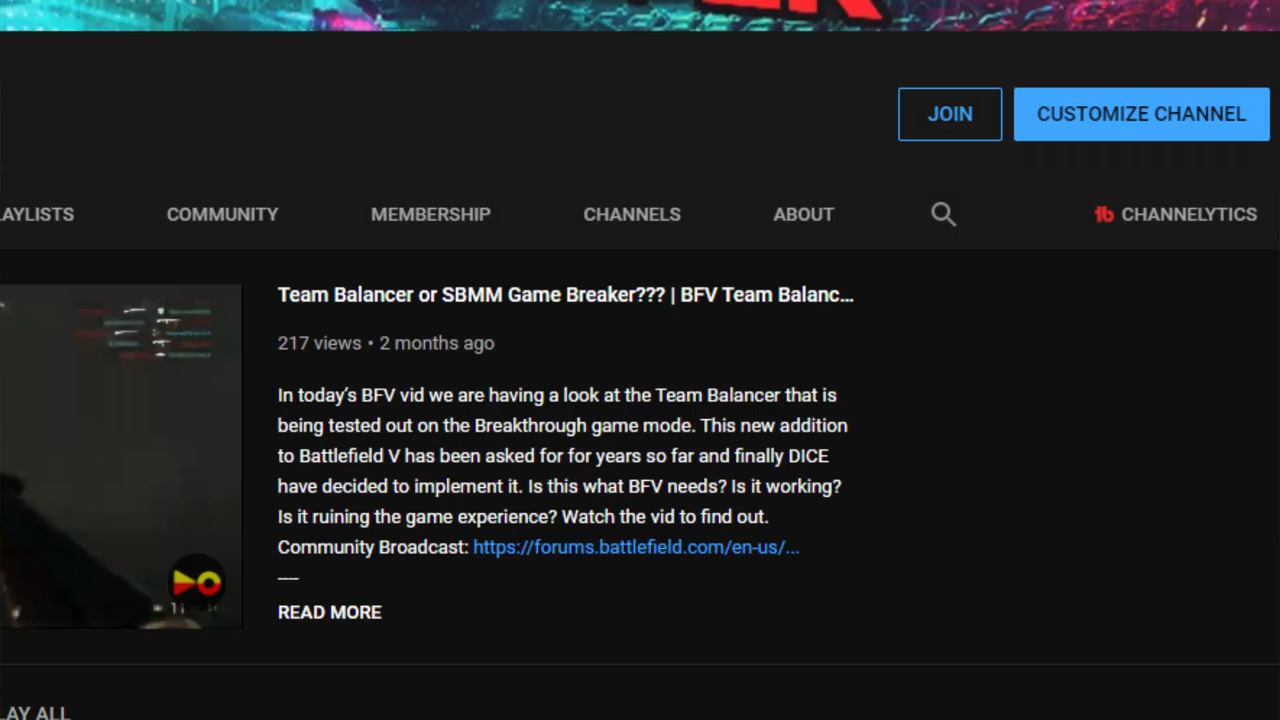 JOIN
CUSTOMIZE CHANNEL
AYLISTS
COMMUNITY
MEMBERSHIP
CHANNELS
ABOUT
CHANNELYTICS
Team Balancer or SBMM Game Breaker??? | BFV Team Balanc...
217 views • 2 months ago
In today's BFV vid we are having a look at the Team Balancer that is
being tested out on the Breakthrough game mode. This new addition
to Battlefield V has been asked for for years so far and finally DICE
have decided to implement it. Is this what BFV needs? Is it working?
Is it ruining the game experience? Watch the vid to find out.
Community Broadcast: https://forums.battlefield.com/en-us/...
—
READ MORE
LAY ALL